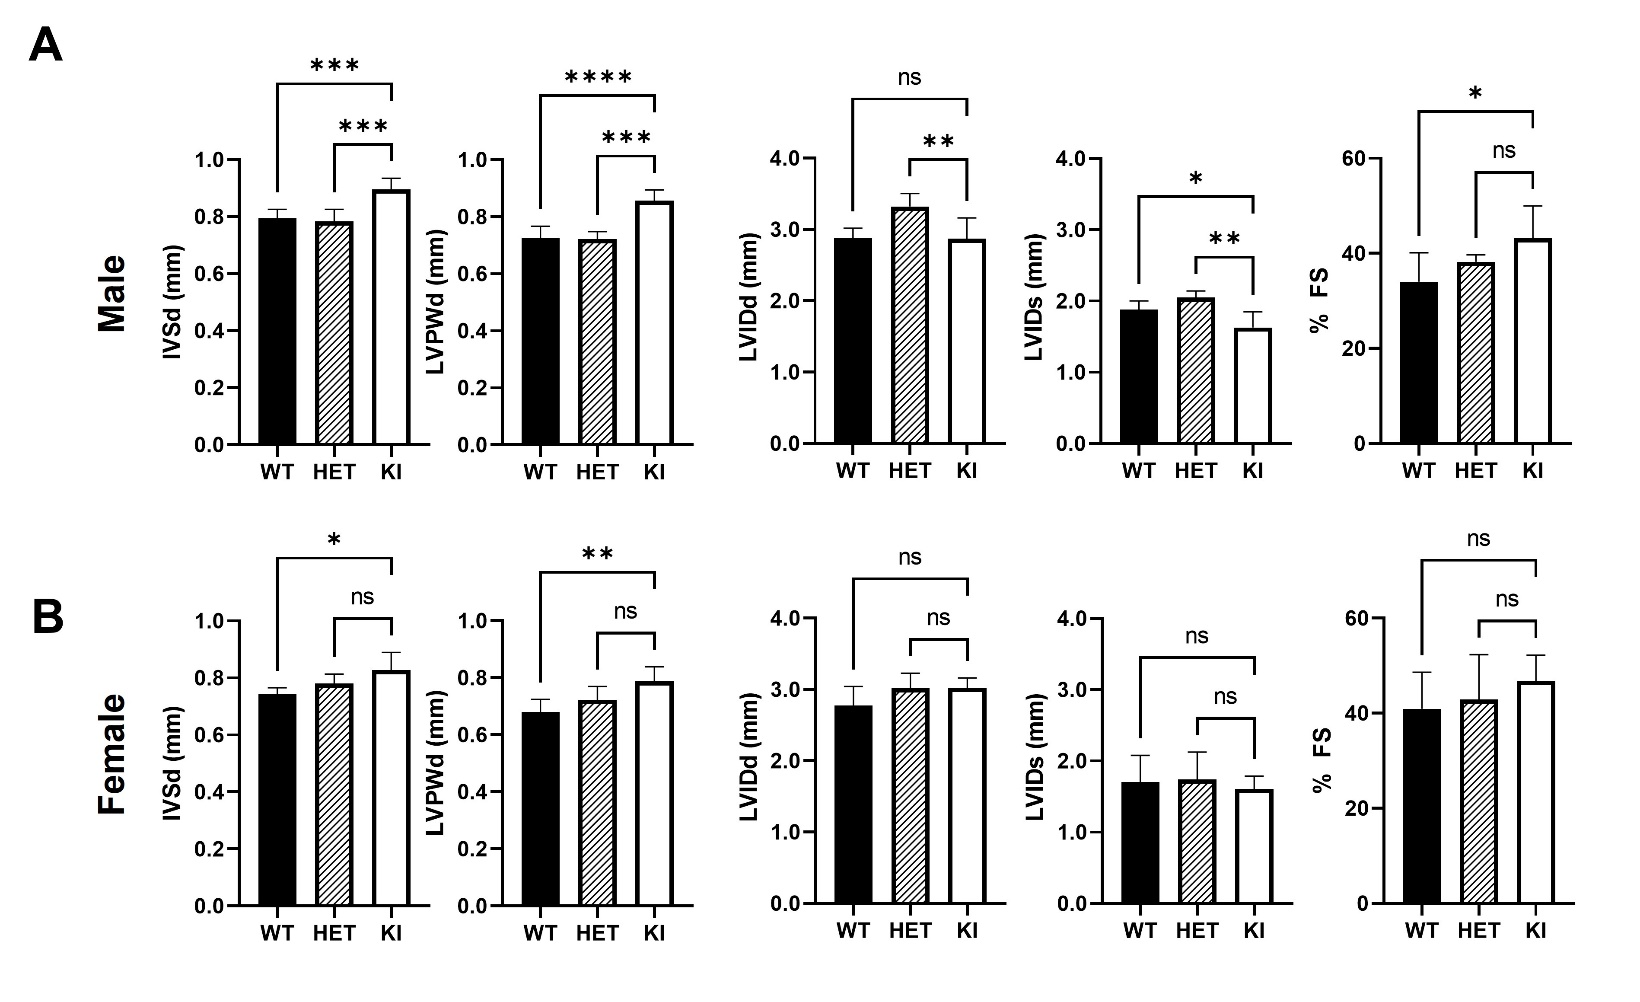 A
Male
***
***
1.0
0.8
0.6
0.4
0.2
0.0
IVSd (mm)
WT HET KI
****
***
1.0
0.8
0.6
0.4
0.2
0.0
LVPWd (mm)
WT HET KI
ns
**
4.0
3.0
2.0
1.0
0.0
LVIDd (mm)
WT HET KI
*
**
4.0
3.0
2.0
1.0
0.0
LVIDs (mm)
WT HET KI
*
ns
60
40
20
0
% FS
WT HET KI
B
Female
*
ns
1.0
0.8
0.6
0.4
0.2
0.0
IVSd (mm)
WT HET KI
**
ns
1.0
0.8
0.6
0.4
0.2
0.0
LVPWd (mm)
WT HET KI
ns
ns
4.0
3.0
2.0
1.0
0.0
LVIDd (mm)
WT HET KI
ns
ns
4.0
3.0
2.0
1.0
0.0
LVIDs (mm)
WT HET KI
ns
ns
60
40
20
0
% FS
WT HET KI